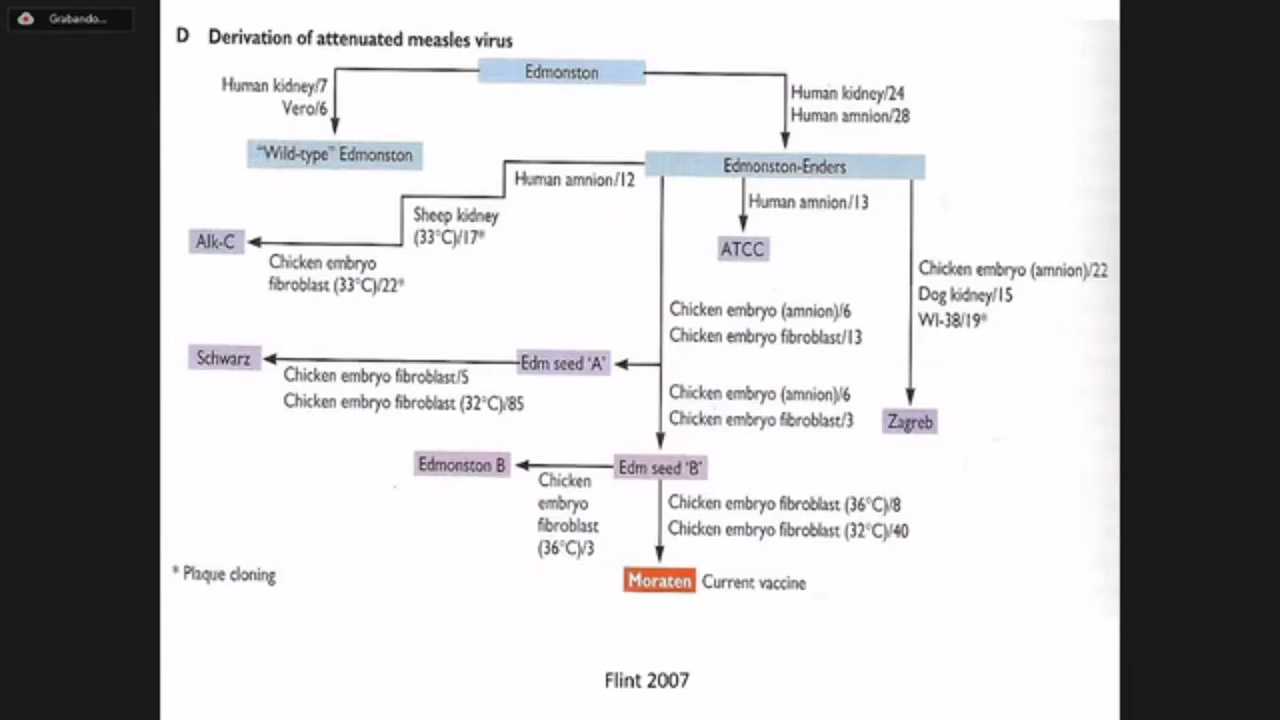 Grabando...
D Derivation of attenuated measles virus
Edmonston
Human kidney/7
Vero/6
Human kidney/24
Human amnion/28
"Wild-type" Edmonston
Edmonston-Enders
Human amnion/12
Human amnion/13
Sheep kidney
(33°C)/17*
Alk-C
ATCC
Chicken embryo
fibroblast (33°C)/22*
Chicken embryo (amnion)/22
Dog kidney/15
WI-38/19*
Chicken embryo (amnion)/6
Chicken embryo fibroblast/13
Schwarz
Edm seed 'A'
Chicken embryo fibroblast/5
Chicken embryo fibroblast (32°C)/85
Chicken embryo (amnion)/6
Chicken embryo fibroblast/3
Zagreb
Edmonston B
Edm seed 'B'
Chicken
embryo
fibroblast
(36°C)/3
Chicken embryo fibroblast (36°C)/8
Chicken embryo fibroblast (32°C)/40
* Plaque cloning
Moraten Current vaccine
Flint 2007